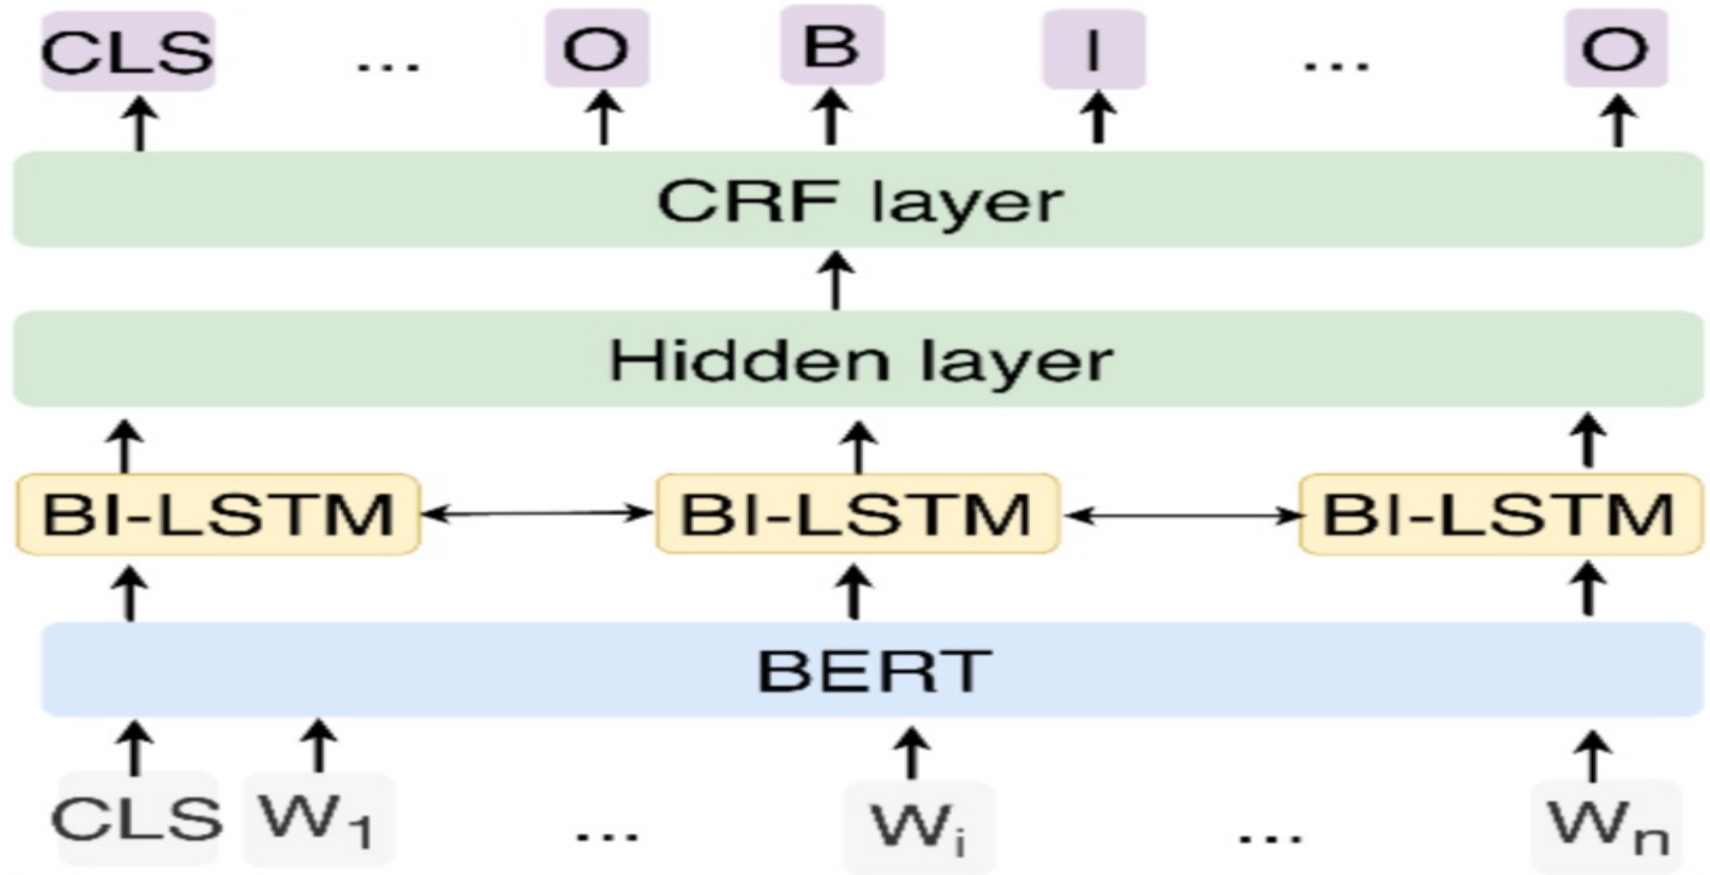 CLS ... O B I ... O
CRF layer
Hidden layer
BI-LSTM BI-LSTM BI-LSTM
BERT
CLS W₁ ... Wᵢ ... Wₙ